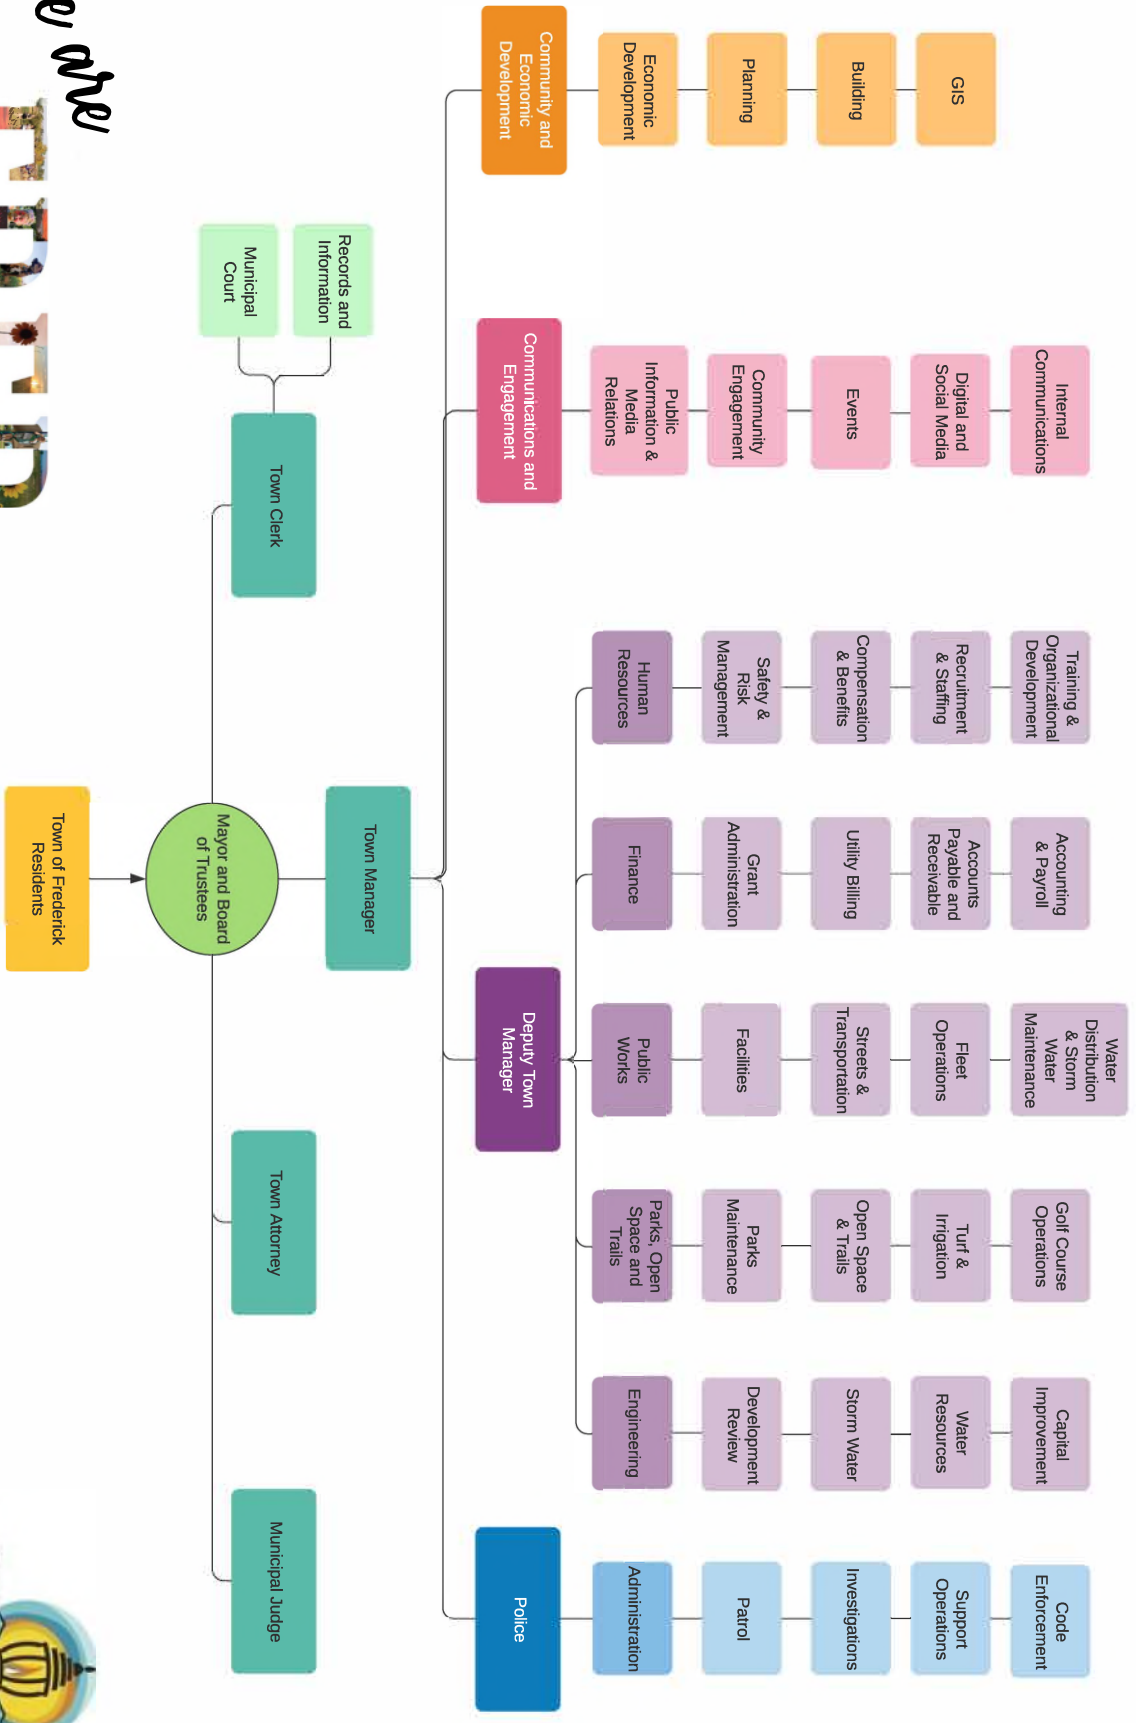 GIS
Building
Planning
Economic
Development
Community and
Economic
Development
Internal
Communications
Digital and
Social Media
Events
Community
Engagement
Public
Information &
Media
Relations
Communications and
Engagement
Training &
Organizational
Development
Recruitment
& Staffing
Compensation
& Benefits
Safety &
Risk
Management
Human
Resources
Accounting
& Payroll
Accounts
Payable and
Receivable
Utility Billing
Grant
Administration
Finance
Water
Distribution
& Storm
Water
Maintenance
Fleet
Operations
Streets &
Transportation
Facilities
Public
Works
Golf Course
Operations
Turf &
Irrigation
Open Space
& Trails
Parks
Maintenance
Parks, Open
Space and
Trails
Capital
Improvement
Water
Resources
Storm Water
Development
Review
Engineering
Deputy Town
Manager
Code
Enforcement
Support
Operations
Investigations
Patrol
Administration
Police
Records and
Information
Municipal
Court
Town Clerk
Town Manager
Town Attorney
Municipal Judge
Mayor and Board
of Trustees
Town of Frederick
Residents
are